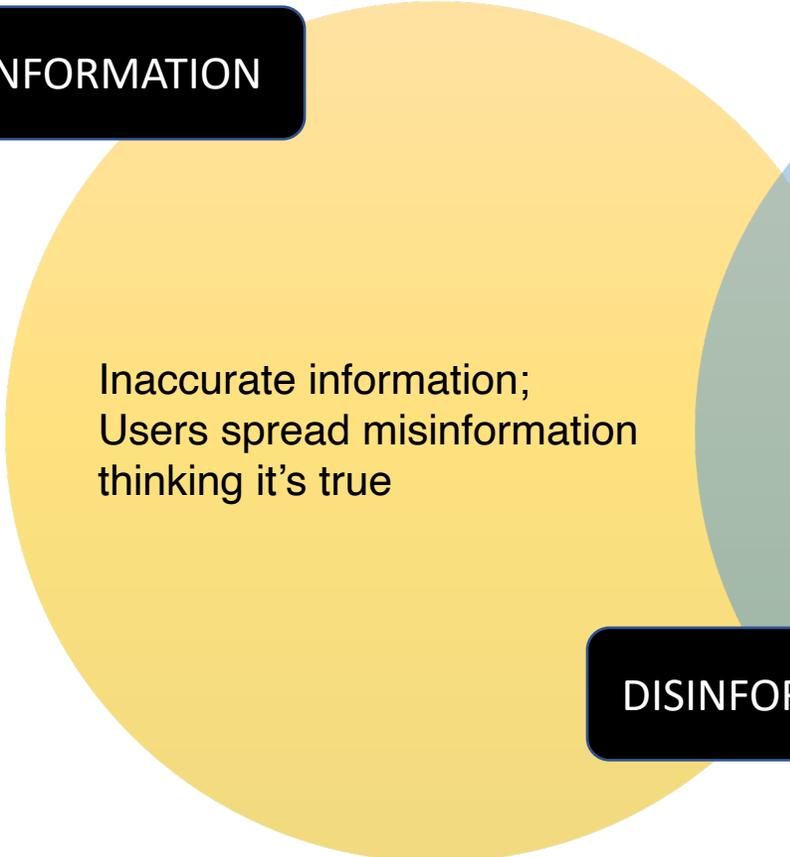 NFORMATION
Inaccurate information;
Users spread misinformation
thinking it’s true
DISINFOR